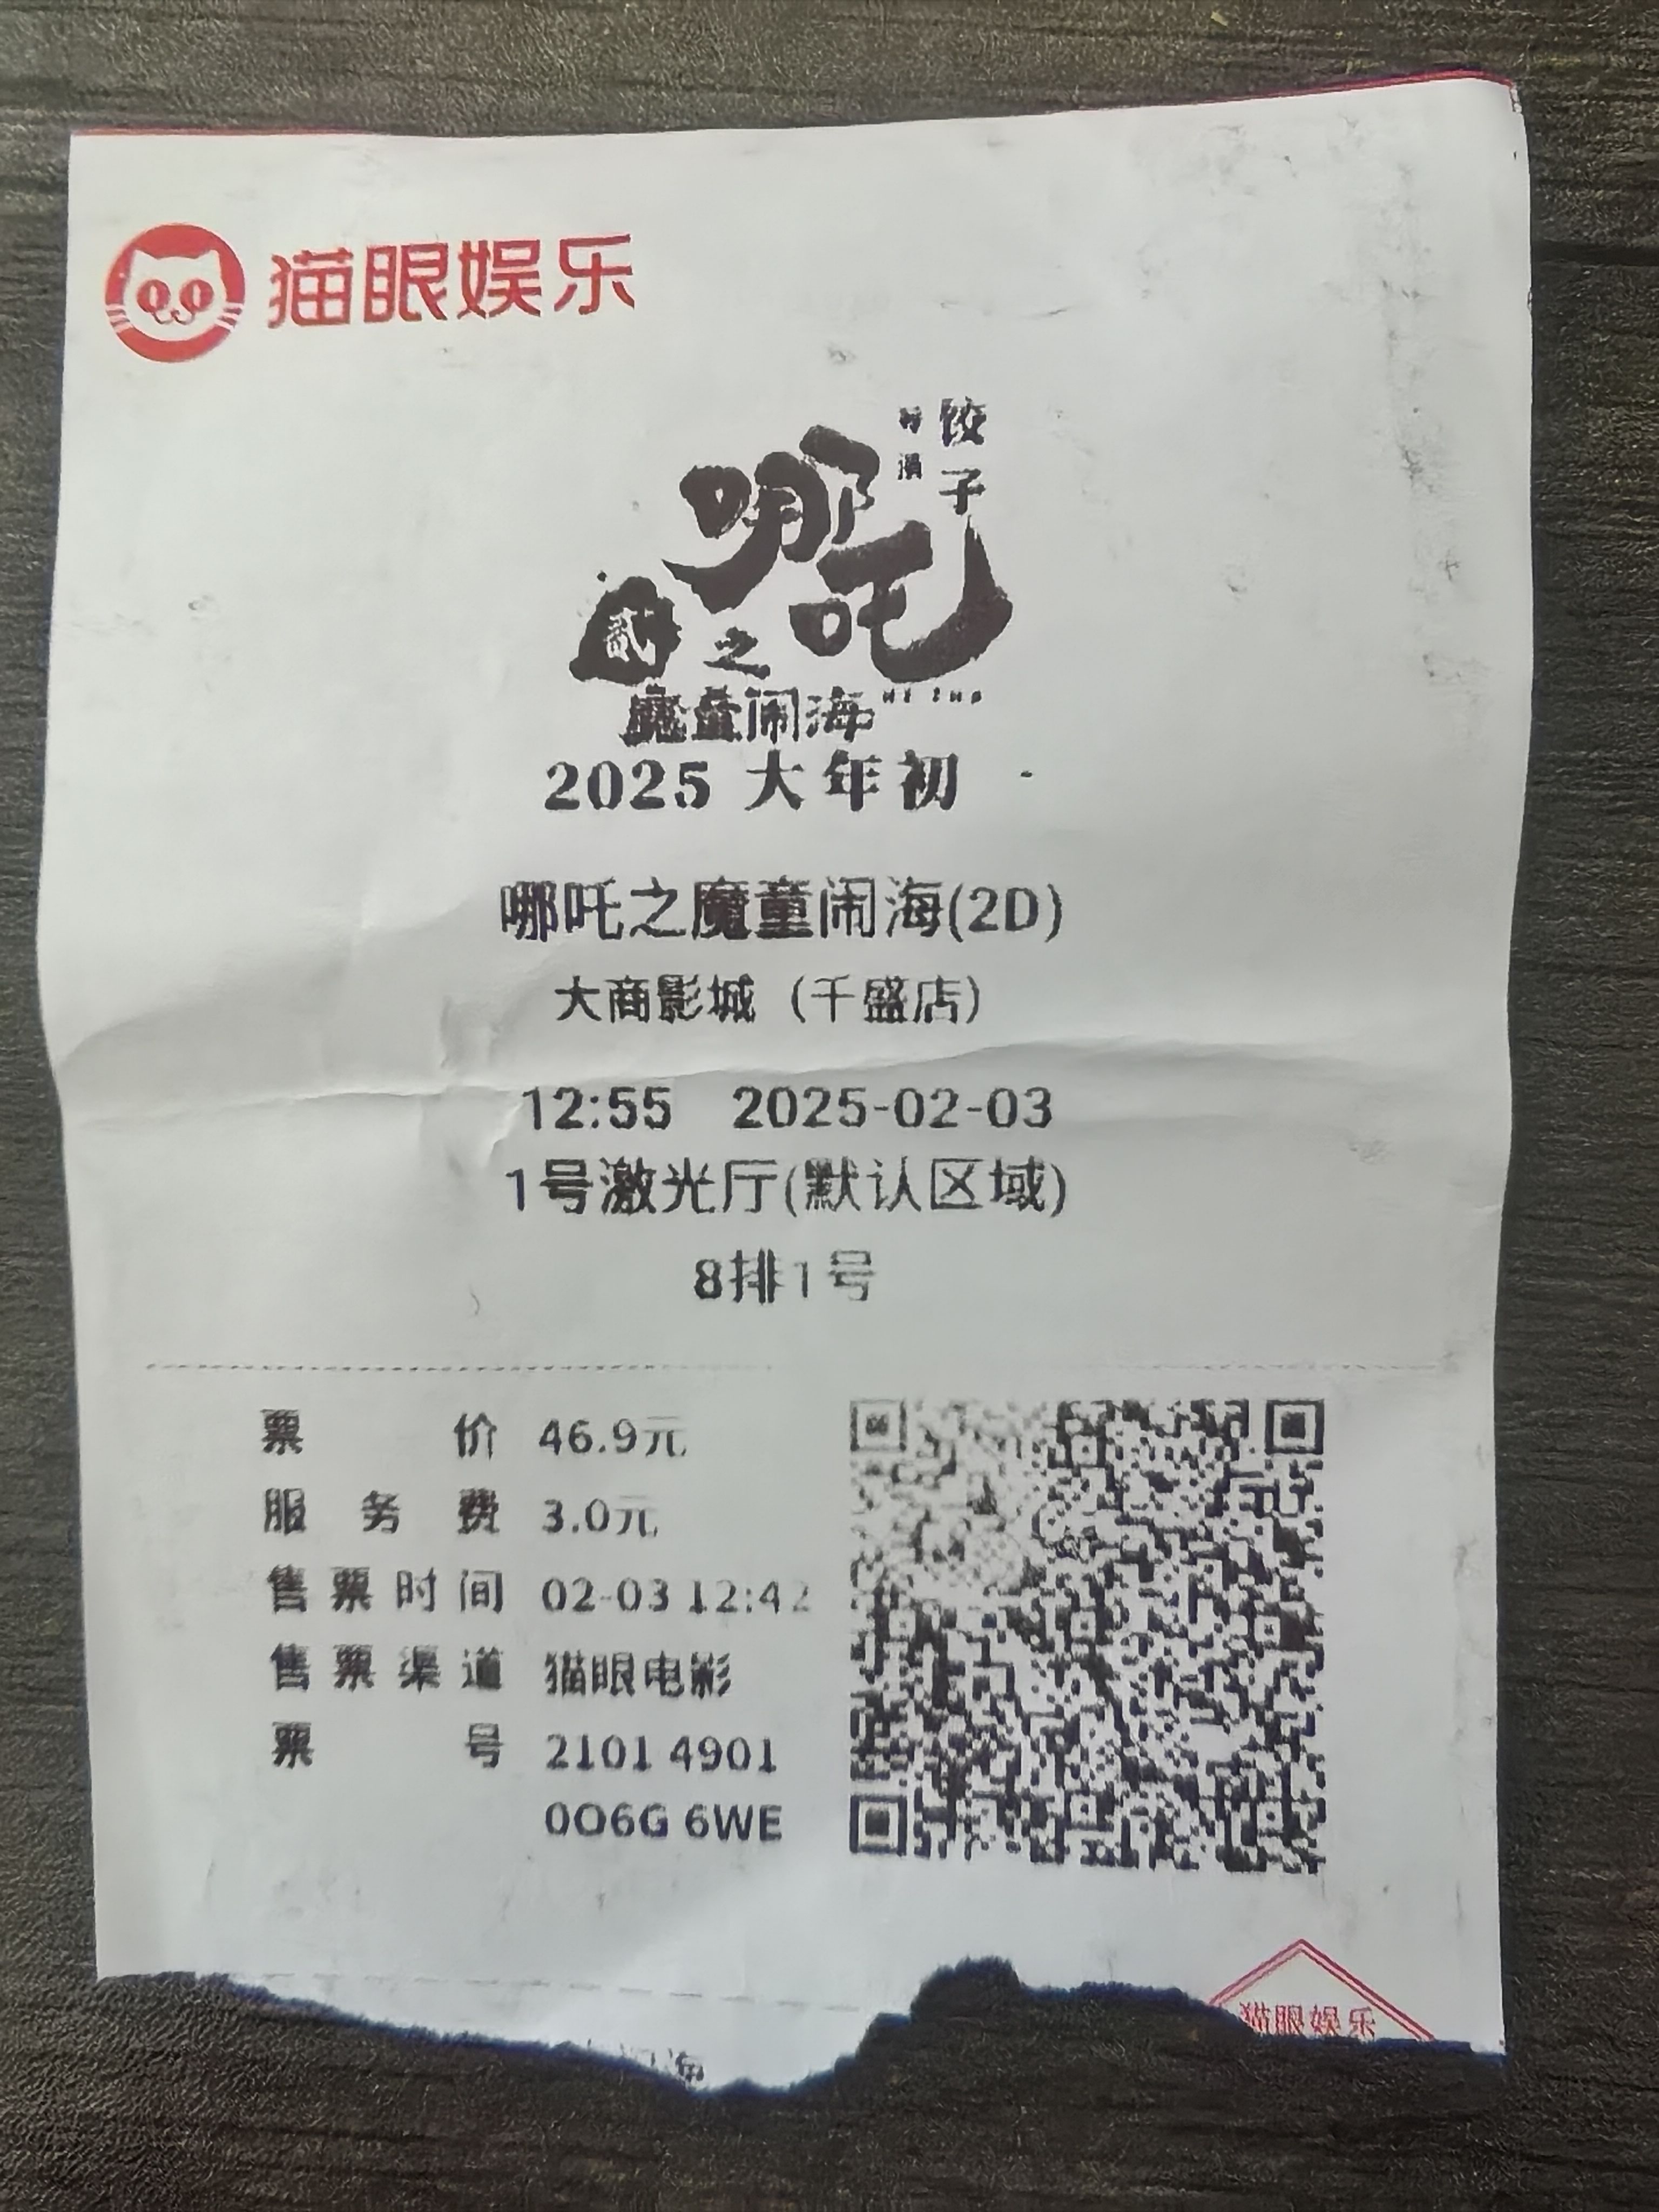 猫眼娱乐
导演 饺子
哪吒
贰 之
魔童闹海
2025 大年初一
哪吒之魔童闹海(2D)
大商影城（千盛店）
12:55 2025-02-03
1号激光厅(默认区域)
8排1号
票价 46.9元
服务费 3.0元
售票时间 02-03 12:42
售票渠道 猫眼电影
票号 2101 4901
0O6G 6WE
猫眼娱乐